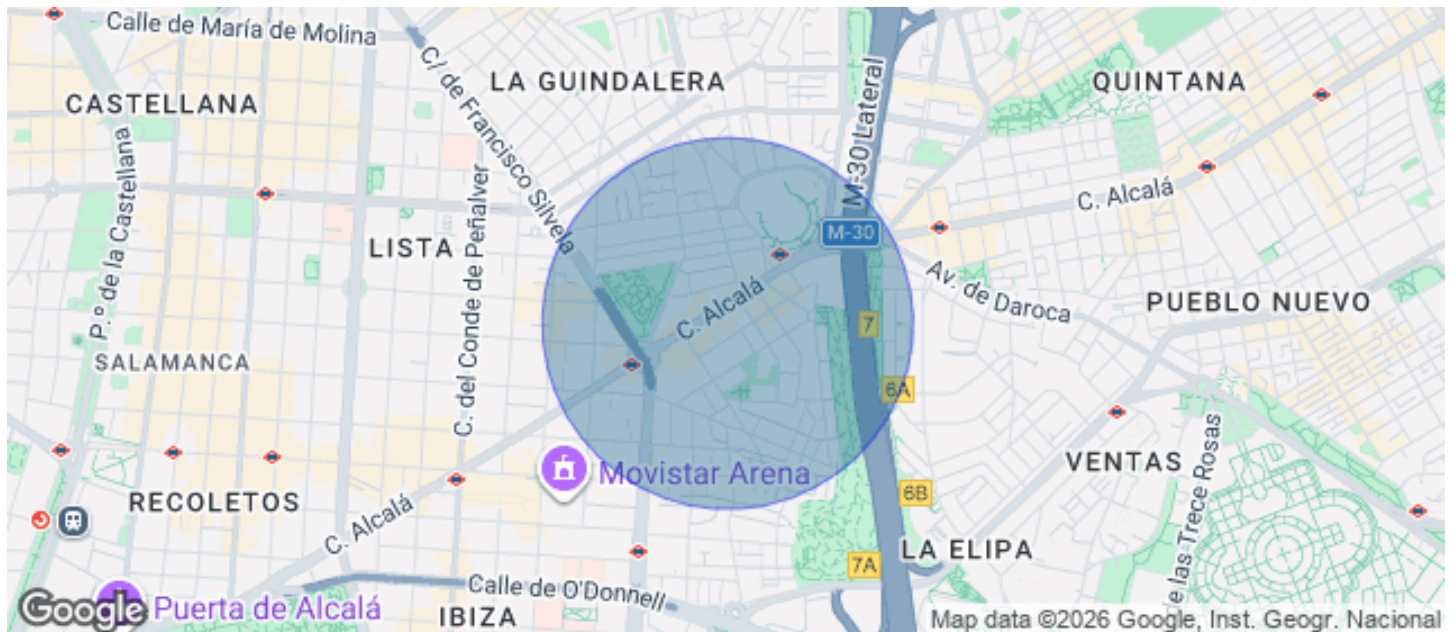 Calle de María de Molina
C/ de Francisco Silvela
LA GUINDALERA
M-30 Lateral
QUINTANA
CASTELLANA
P.º de la Castellana
C. del Conde de Peñalver
C. Alcalá
LISTA
M-30
Av. de Daroca
PUEBLO NUEVO
C. Alcalá
7
SALAMANCA
6A
VENTAS
Movistar Arena
6B
RECOLETOS
C. Alcalá
e las Trece Rosas
LA ELIPA
7A
Calle de O'Donnell
Google
Puerta de Alcalá
IBIZA
Map data ©2026 Google, Inst. Geogr. Nacional